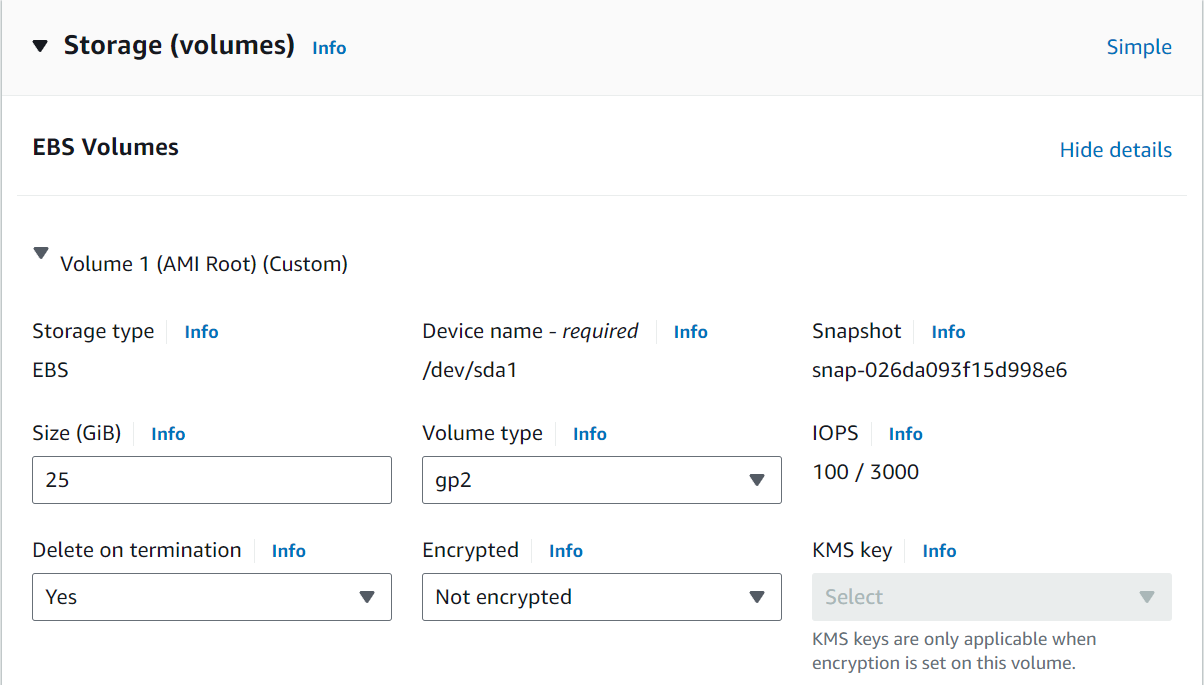 Storage (volumes) Info Simple
EBS Volumes Hide details
Volume 1 (AMI Root) (Custom)
Storage type Info Device name - required Info Snapshot Info
EBS /dev/sda1 snap-026da093f15d998e6
Size (GiB) Info Volume type Info IOPS Info
25 gp2 100 / 3000
Delete on termination Info Encrypted Info KMS key Info
Yes Not encrypted Select
KMS keys are only applicable when
encryption is set on this volume.